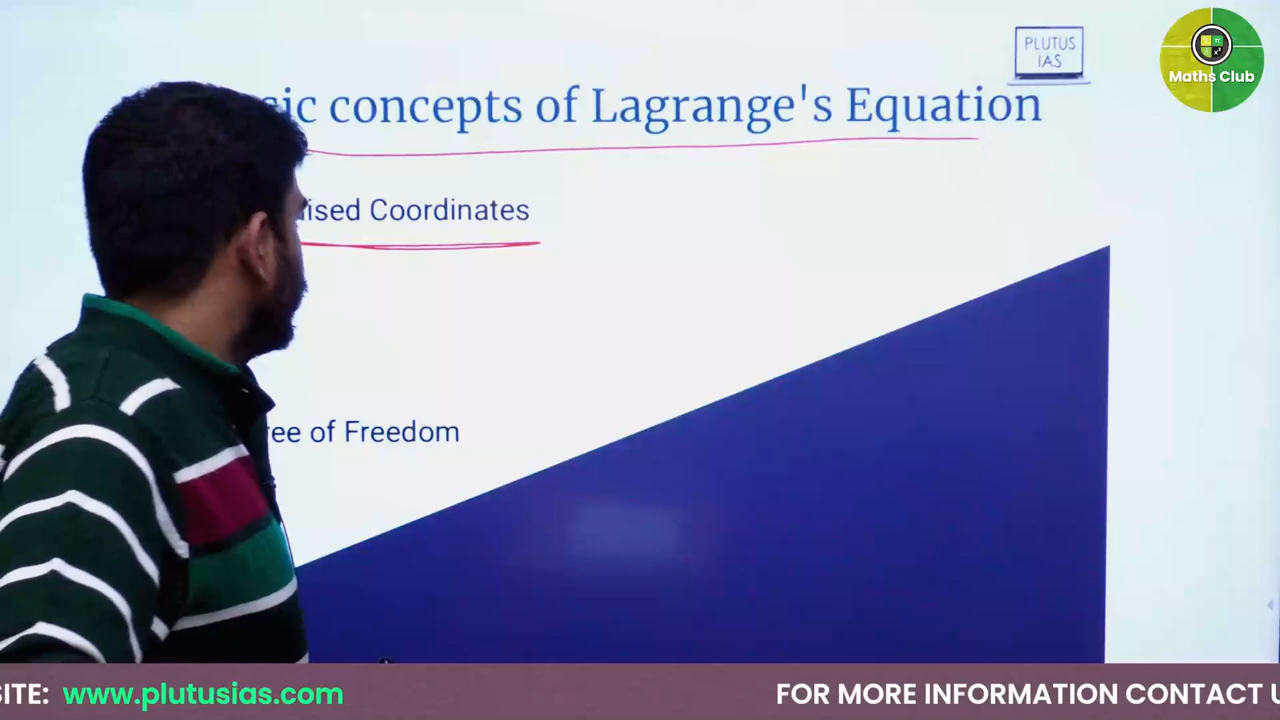 PLUTUS
IAS
Maths Club
sic concepts of Lagrange's Equation
ised Coordinates
ree of Freedom
SITE: www.plutusias.com
FOR MORE INFORMATION CONTACT U